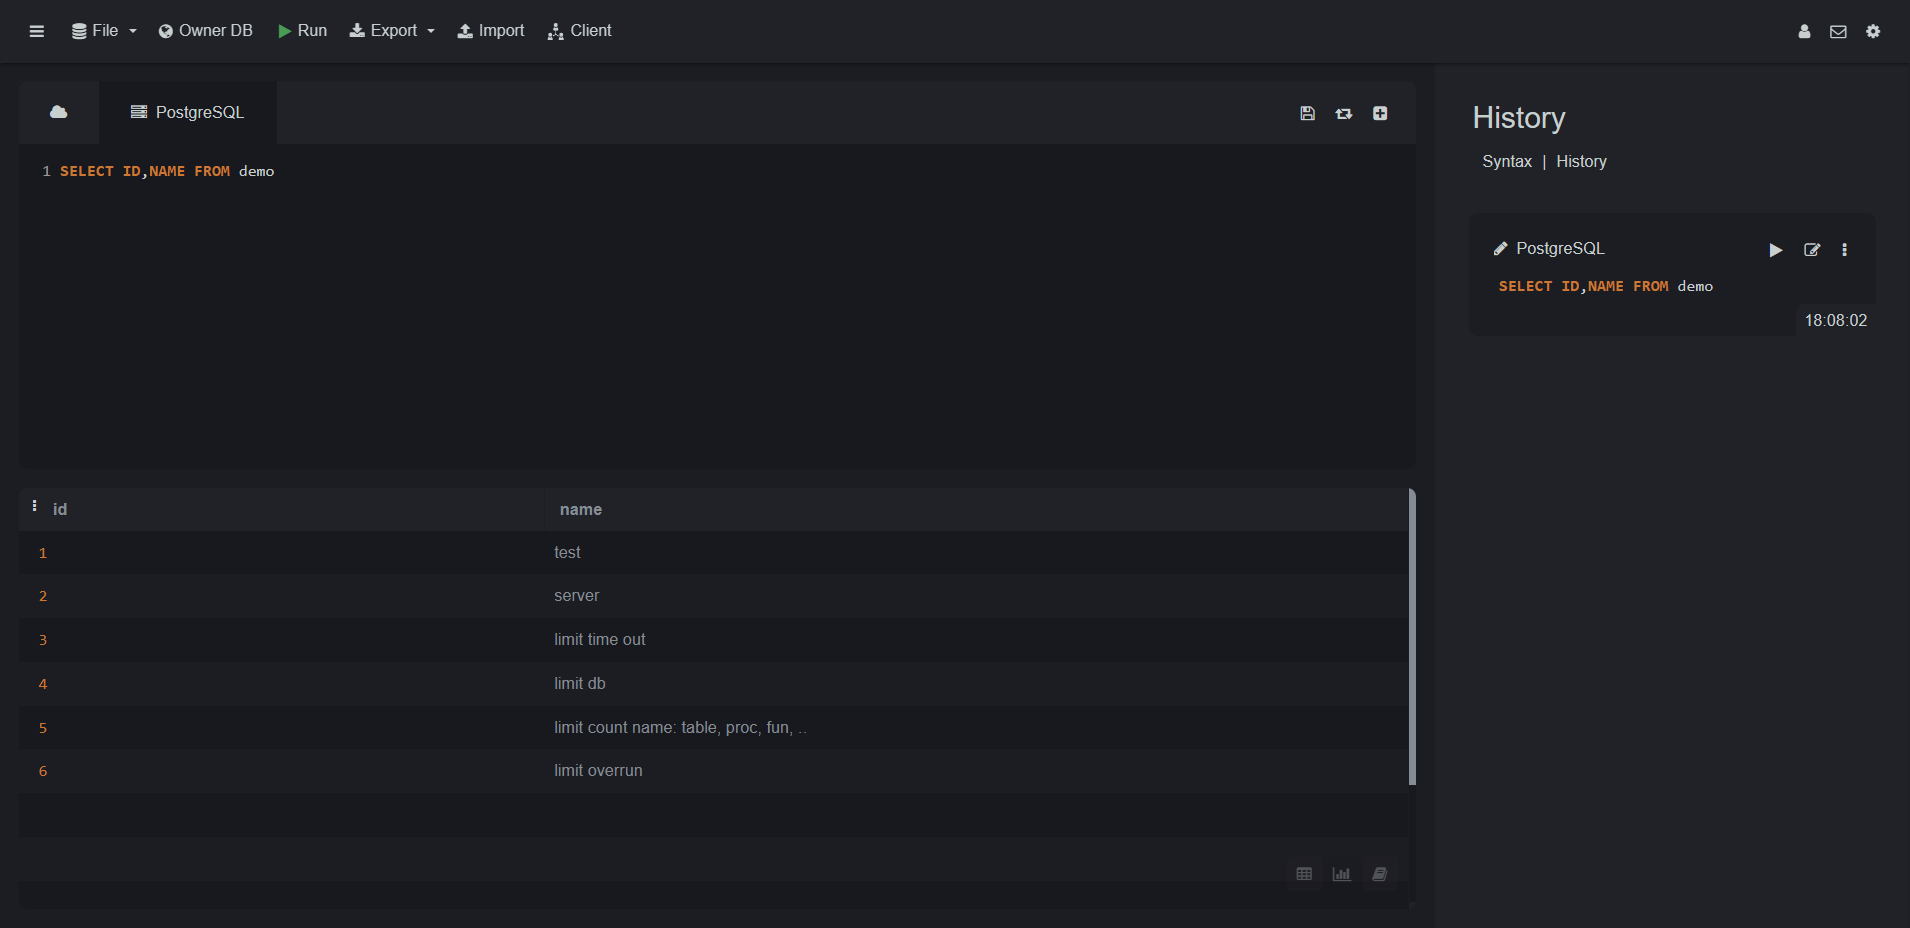 File Owner DB Run Export Import Client
PostgreSQL
1 SELECT ID,NAME FROM demo
id name
1 test
2 server
3 limit time out
4 limit db
5 limit count name: table, proc, fun, ..
6 limit overrun
History
Syntax | History
PostgreSQL
SELECT ID,NAME FROM demo
18:08:02